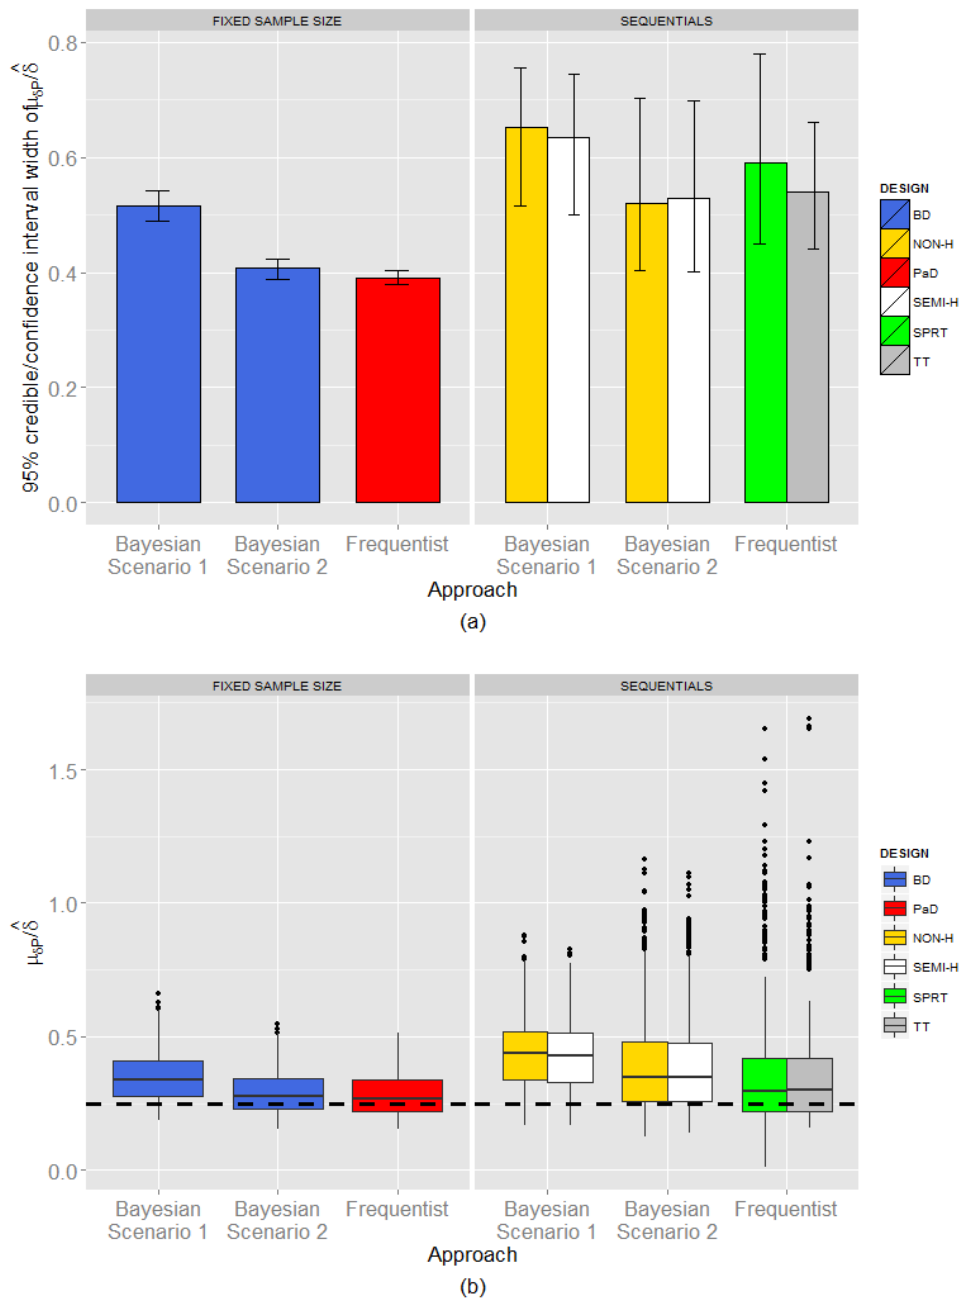 FIXED SAMPLE SIZE SEQUENTIALS
95% credible/confidence interval width of μδP/δ̂
0.8
0.6
0.4
0.2
0.0
Bayesian Scenario 1
Bayesian Scenario 2
Frequentist
Bayesian Scenario 1
Bayesian Scenario 2
Frequentist
Approach
DESIGN
BD
NON-H
PaD
SEMI-H
SPRT
TT
(a)
FIXED SAMPLE SIZE SEQUENTIALS
μδP/δ̂
1.5
1.0
0.5
0.0
Bayesian Scenario 1
Bayesian Scenario 2
Frequentist
Bayesian Scenario 1
Bayesian Scenario 2
Frequentist
Approach
DESIGN
BD
PaD
NON-H
SEMI-H
SPRT
TT
(b)